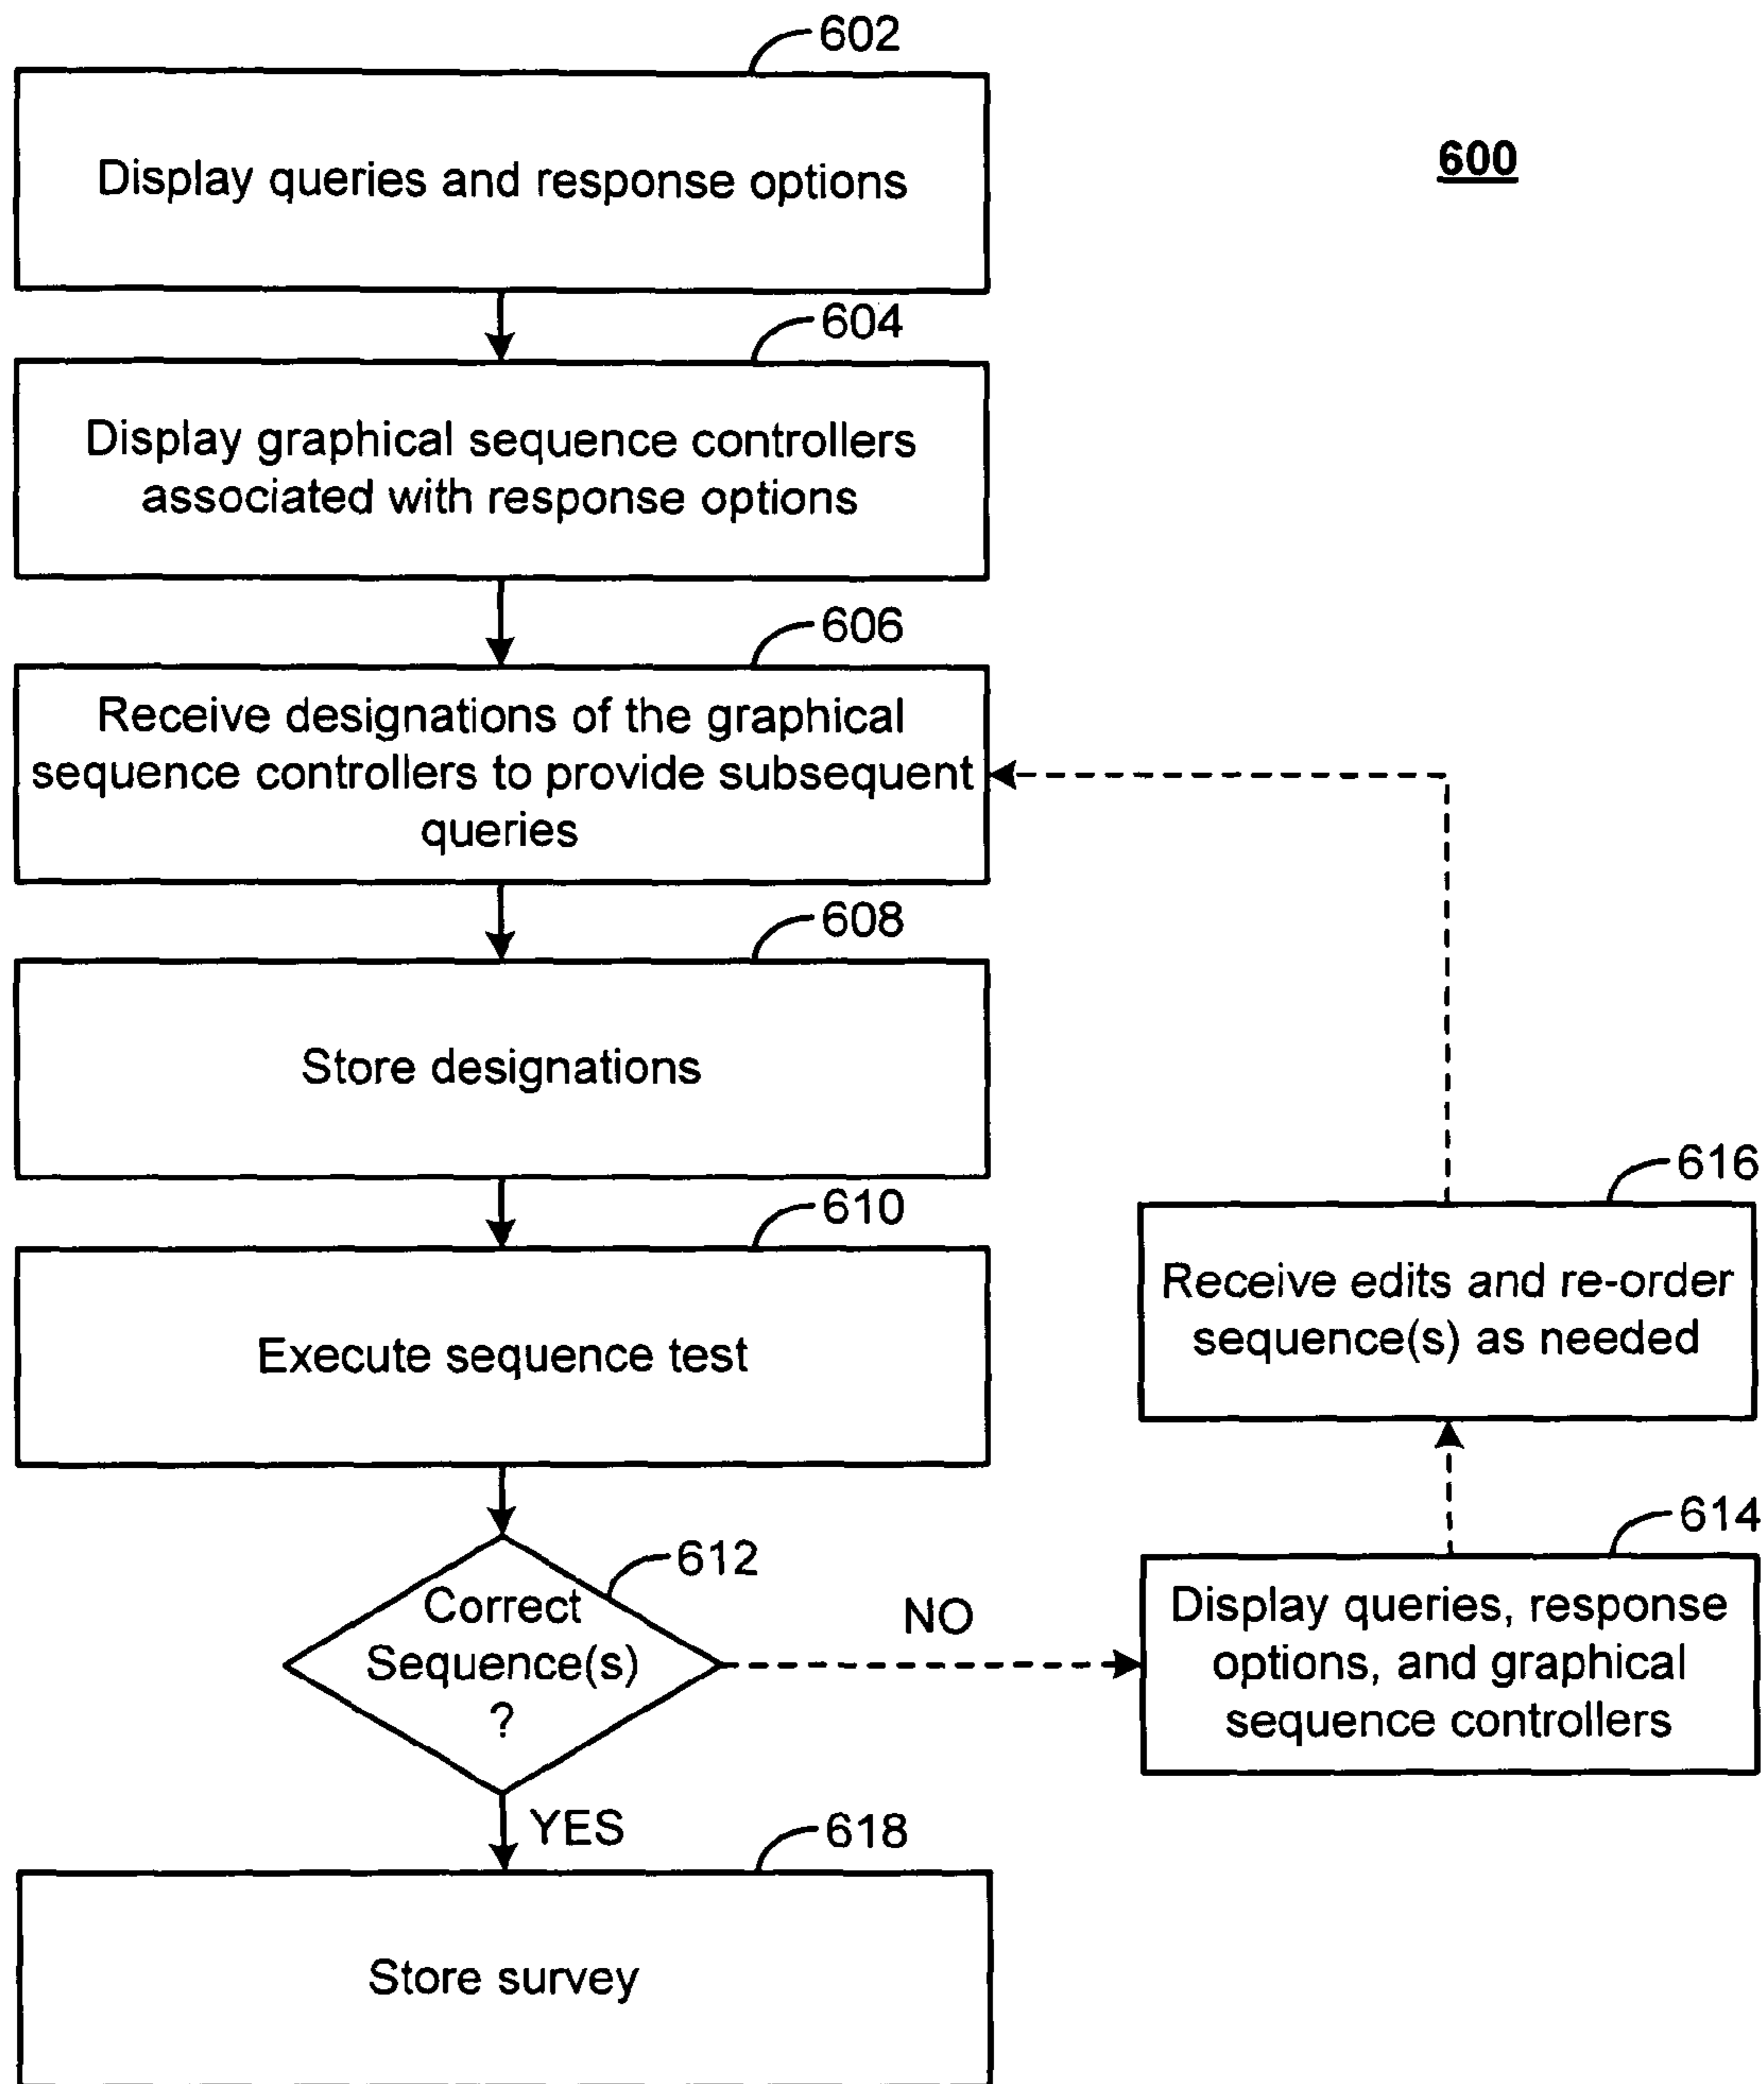 602
Display queries and response options
600
604
Display graphical sequence controllers
associated with response options
606
Receive designations of the graphical
sequence controllers to provide subsequent
queries
608
Store designations
610
Execute sequence test
616
Receive edits and re-order
sequence(s) as needed
612
Correct
Sequence(s)
?
NO
614
Display queries, response
options, and graphical
sequence controllers
YES
618
Store survey